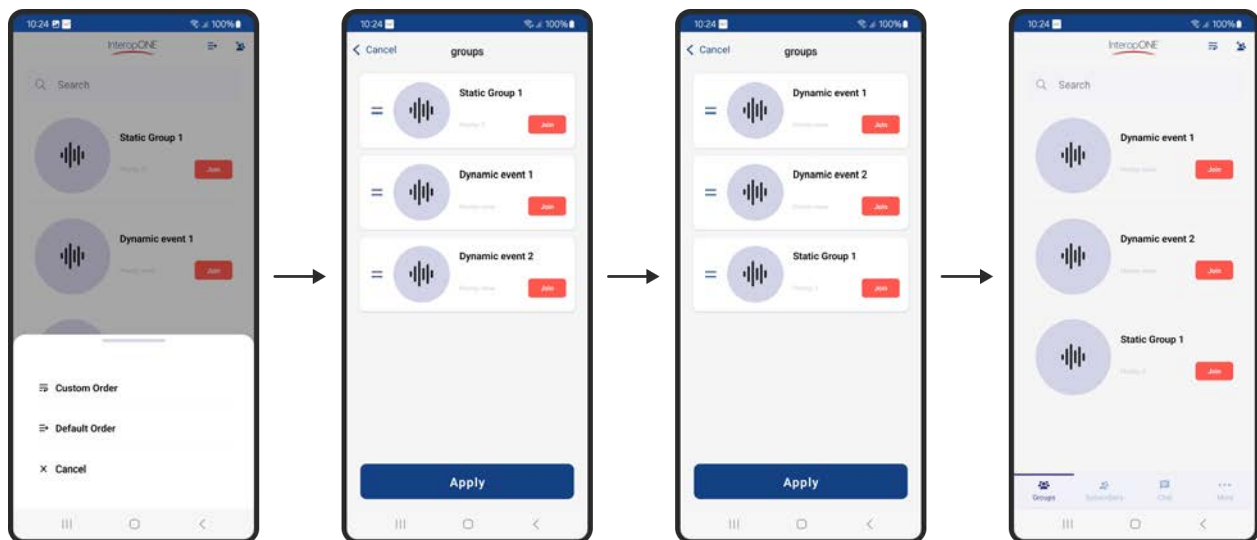 10:24 100%
InteropONE
Search
Static Group 1
Join
Dynamic event 1
Join
Custom Order
Default Order
Cancel
10:24 100%
Cancel groups
Static Group 1
Join
Dynamic event 1
Join
Dynamic event 2
Join
Apply
10:24 100%
Cancel groups
Dynamic event 1
Join
Dynamic event 2
Join
Static Group 1
Join
Apply
10:24 100%
InteropONE
Search
Dynamic event 1
Join
Dynamic event 2
Join
Static Group 1
Join
Groups Subscribers Chat More